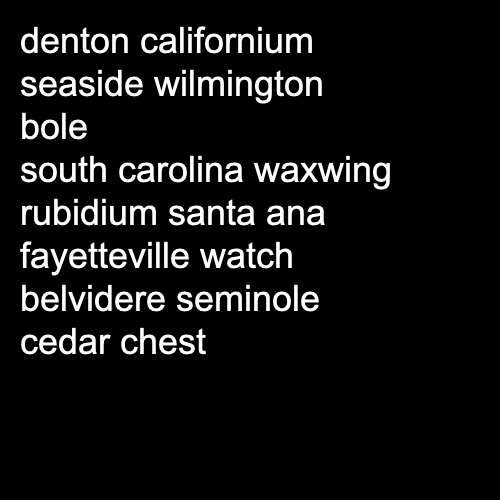 denton californium
seaside wilmington
bole
south carolina waxwing
rubidium santa ana
fayetteville watch
belvidere seminole
cedar chest